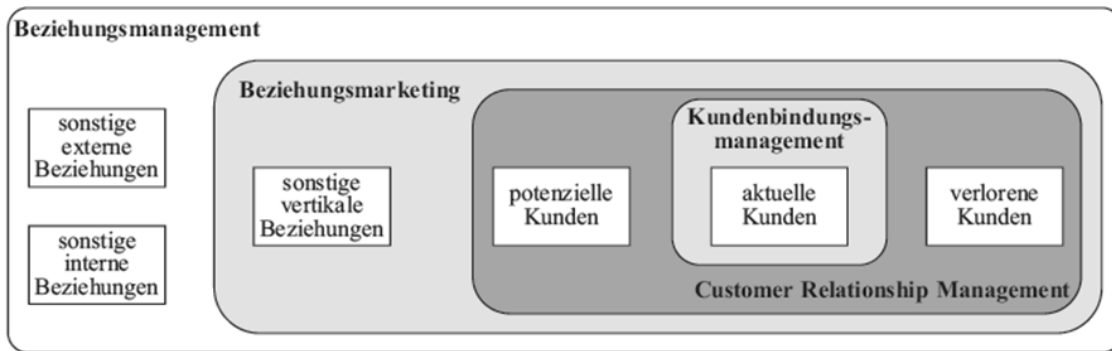 Beziehungsmanagement
sonstige
externe
Beziehungen
sonstige
interne
Beziehungen
Beziehungsmarketing
sonstige
vertikale
Beziehungen
potenzielle
Kunden
Kundenbindungs-
management
aktuelle
Kunden
verlorene
Kunden
Customer Relationship Management